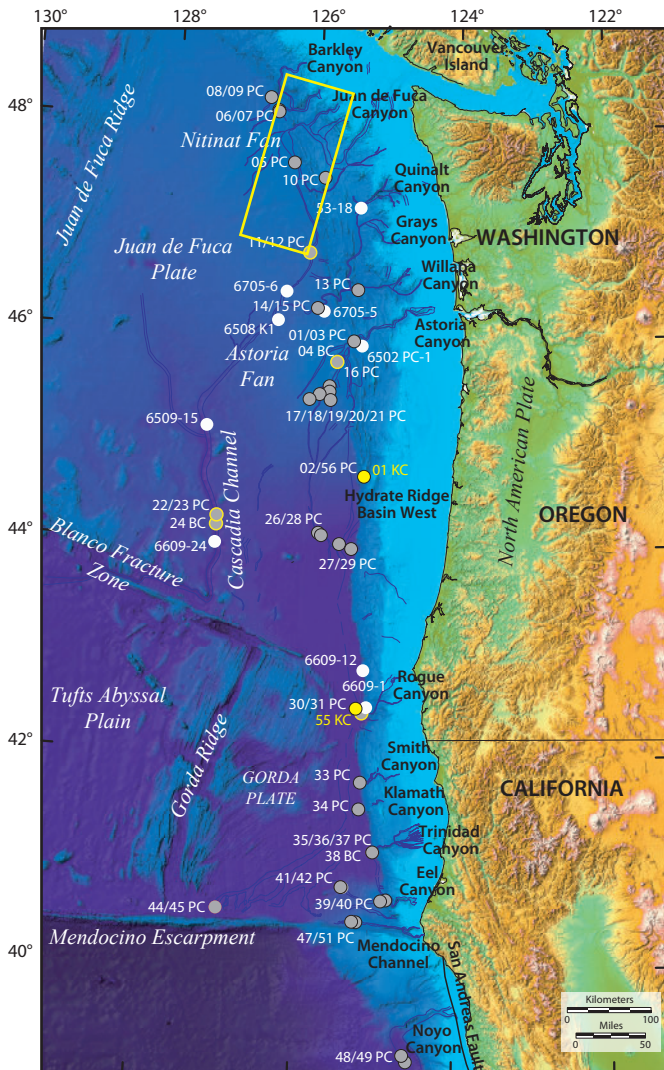 130°
128°
126°
124°
122°
Barkley
Canyon
Vancouver
Island
08/09 PC
48°
06/07 PC
Juan de Fuca
Canyon
Nitinat Fan
Juan de Fuca Ridge
05 PC
10 PC
Quinalt
Canyon
53-18
Grays
Canyon
WASHINGTON
11/12 PC
Juan de Fuca
Plate
Willapa
Canyon
6705-6
13 PC
46°
14/15 PC
6705-5
6508 K1
01/03 PC
04 BC
Astoria
Canyon
6502 PC-1
Astoria
Fan
16 PC
17/18/19/20/21 PC
6509-15
North American Plate
02/56 PC
01 KC
Hydrate Ridge
Basin West
22/23 PC
24 BC
Cascadia Channel
26/28 PC
OREGON
44°
6609-24
27/29 PC
Blanco Fracture
Zone
6609-12
6609-1
Rogue
Canyon
Tufts Abyssal
Plain
30/31 PC
55 KC
42°
Gorda Ridge
Smith
Canyon
GORDA
PLATE
33 PC
Klamath
Canyon
CALIFORNIA
34 PC
Trinidad
Canyon
35/36/37 PC
38 BC
Eel
Canyon
41/42 PC
39/40 PC
44/45 PC
40°
Mendocino Escarpment
47/51 PC
Mendocino
Channel
San Andreas Fault
Noyo
Canyon
48/49 PC
Kilometers
0
100
Miles
0
50